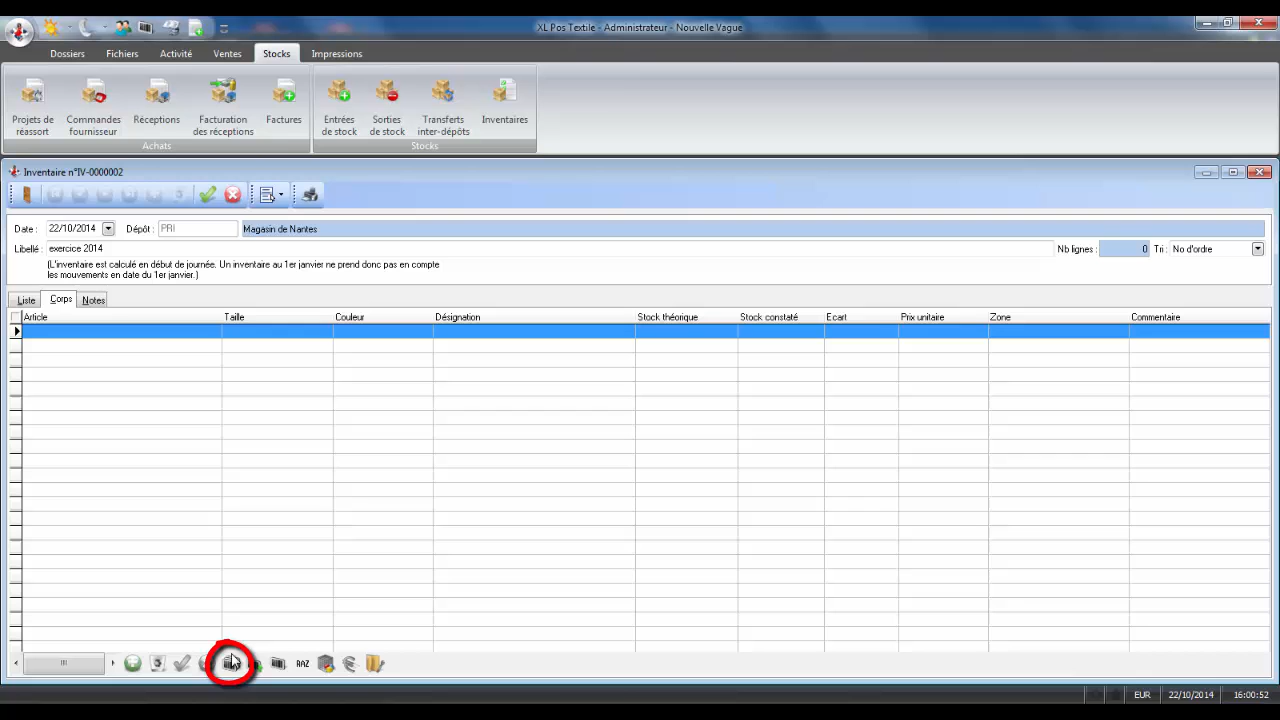 XL Pos Textile - Administrateur - Nouvelle Vague
Dossiers Fichiers Activité Ventes Stocks Impressions
Projets de réassort
Commandes fournisseur
Réceptions
Facturation des réceptions
Factures
Entrées de stock
Sorties de stock
Transferts inter-dépôts
Inventaires
Achats
Stocks
Inventaire n°IV-0000002
Date : 22/10/2014 Dépôt : PRI Magasin de Nantes
Libellé : exercice 2014 Nb lignes : 0 Tri : No d'ordre
(L'inventaire est calculé en début de journée. Un inventaire au 1er janvier ne prend donc pas en compte
les mouvements en date du 1er janvier.)
Liste Corps Notes
Article Taille Couleur Désignation Stock théorique Stock constaté Ecart Prix unitaire Zone Commentaire
RAZ
EUR 22/10/2014 16:00:52